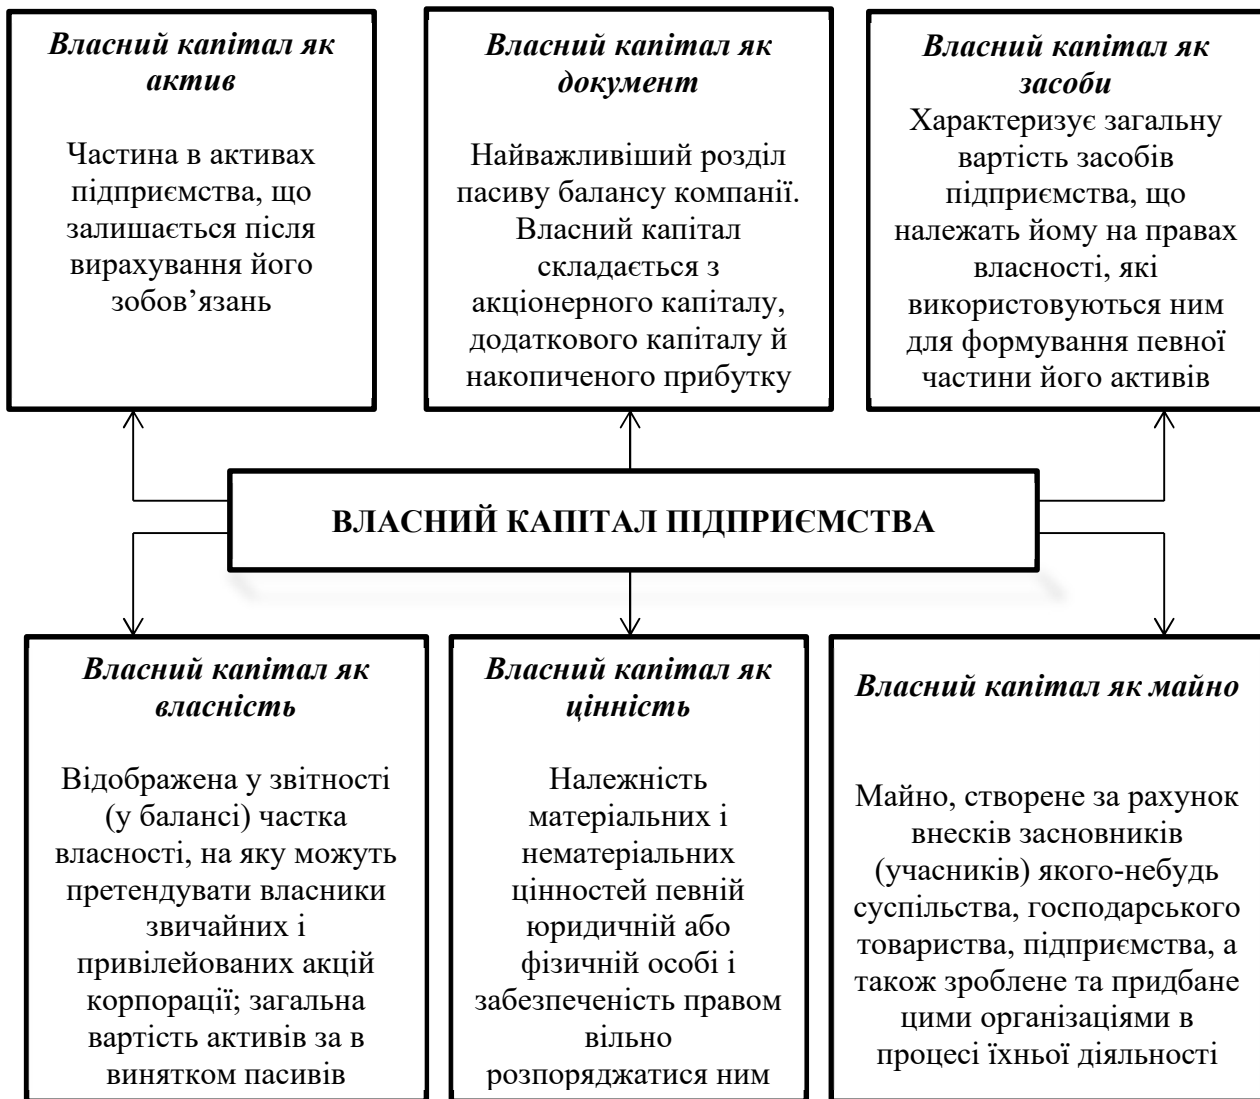 Власний капітал як
актив
Частина в активах
підприємства, що
залишається після
вирахування його
зобов’язань
Власний капітал як
документ
Найважливіший розділ
пасиву балансу компанії.
Власний капітал
складається з
акціонерного капіталу,
додаткового капіталу й
накопиченого прибутку
Власний капітал як
засоби
Характеризує загальну
вартість засобів
підприємства, що
належать йому на правах
власності, які
використовуються ним
для формування певної
частини його активів
ВЛАСНИЙ КАПІТАЛ ПІДПРИЄМСТВА
Власний капітал як
власність
Відображена у звітності
(у балансі) частка
власності, на яку можуть
претендувати власники
звичайних і
привілейованих акцій
корпорації; загальна
вартість активів за в
винятком пасивів
Власний капітал як
цінність
Належність
матеріальних і
нематеріальних
цінностей певній
юридичній або
фізичній особі і
забезпеченість правом
вільно
розпоряджатися ним
Власний капітал як майно
Майно, створене за рахунок
внесків засновників
(учасників) якого-небудь
суспільства, господарського
товариства, підприємства, а
також зроблене та придбане
цими організаціями в
процесі їхньої діяльності